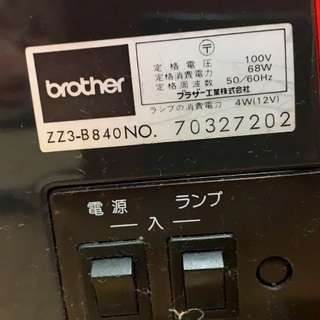 brother
〒
定格電圧 100V
定格消費電力 68W
定格周波数 50/60Hz
ブラザー工業株式会社
ランプの消費電力 4W(12V)
ZZ3-B840 NO. 70327202
電源 ランプ
入